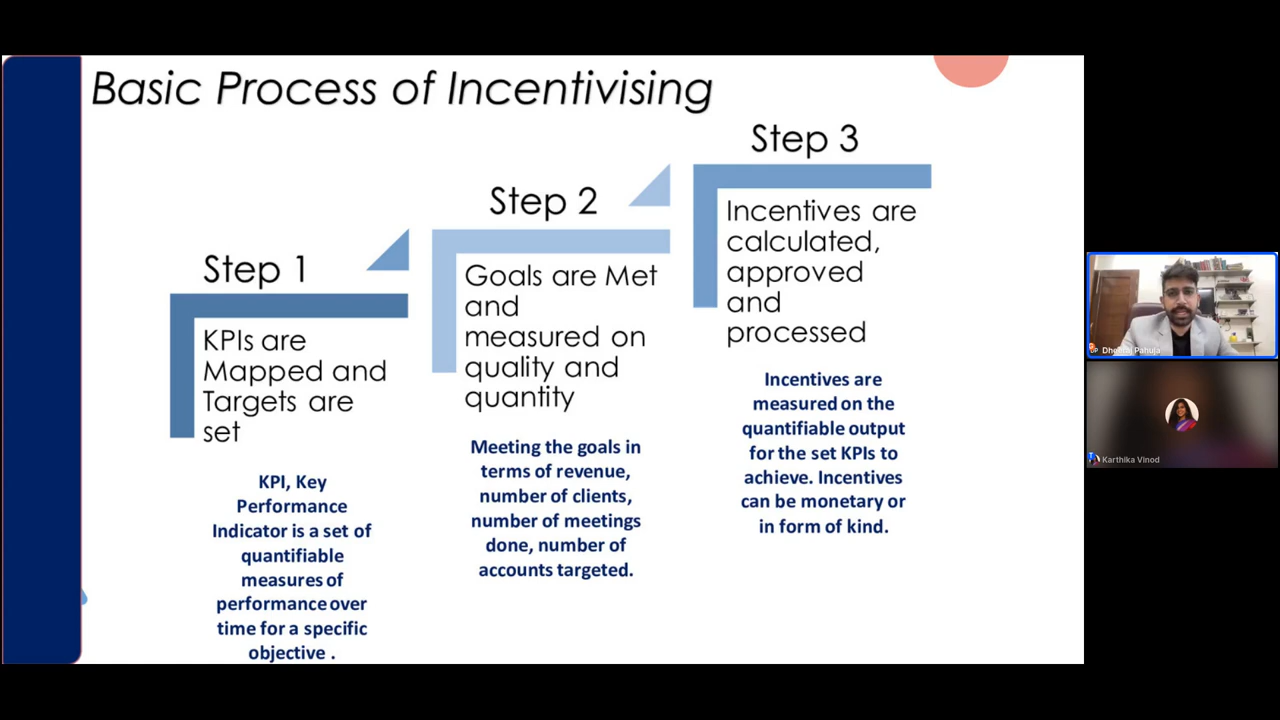 Basic Process of Incentivising
Step 1
KPIs are
Mapped and
Targets are
set
KPI, Key
Performance
Indicator is a set of
quantifiable
measures of
performance over
time for a specific
objective .
Step 2
Goals are Met
and
measured on
quality and
quantity
Meeting the goals in
terms of revenue,
number of clients,
number of meetings
done, number of
accounts targeted.
Step 3
Incentives are
calculated,
approved
and
processed
Incentives are
measured on the
quantifiable output
for the set KPIs to
achieve. Incentives
can be monetary or
in form of kind.
Pahuja
Karthika Vinod